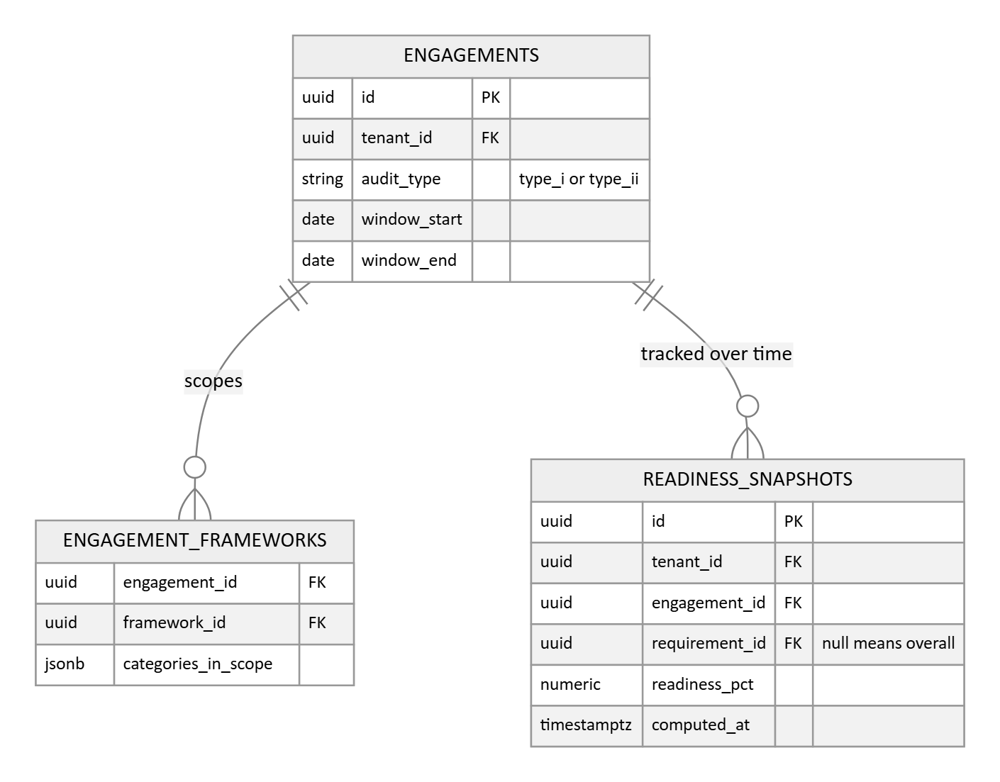 ENGAGEMENTS
uuid id PK
uuid tenant_id FK
string audit_type type_i or type_ii
date window_start
date window_end
scopes
tracked over time
ENGAGEMENT_FRAMEWORKS
uuid engagement_id FK
uuid framework_id FK
jsonb categories_in_scope
READINESS_SNAPSHOTS
uuid id PK
uuid tenant_id FK
uuid engagement_id FK
uuid requirement_id FK null means overall
numeric readiness_pct
timestamptz computed_at